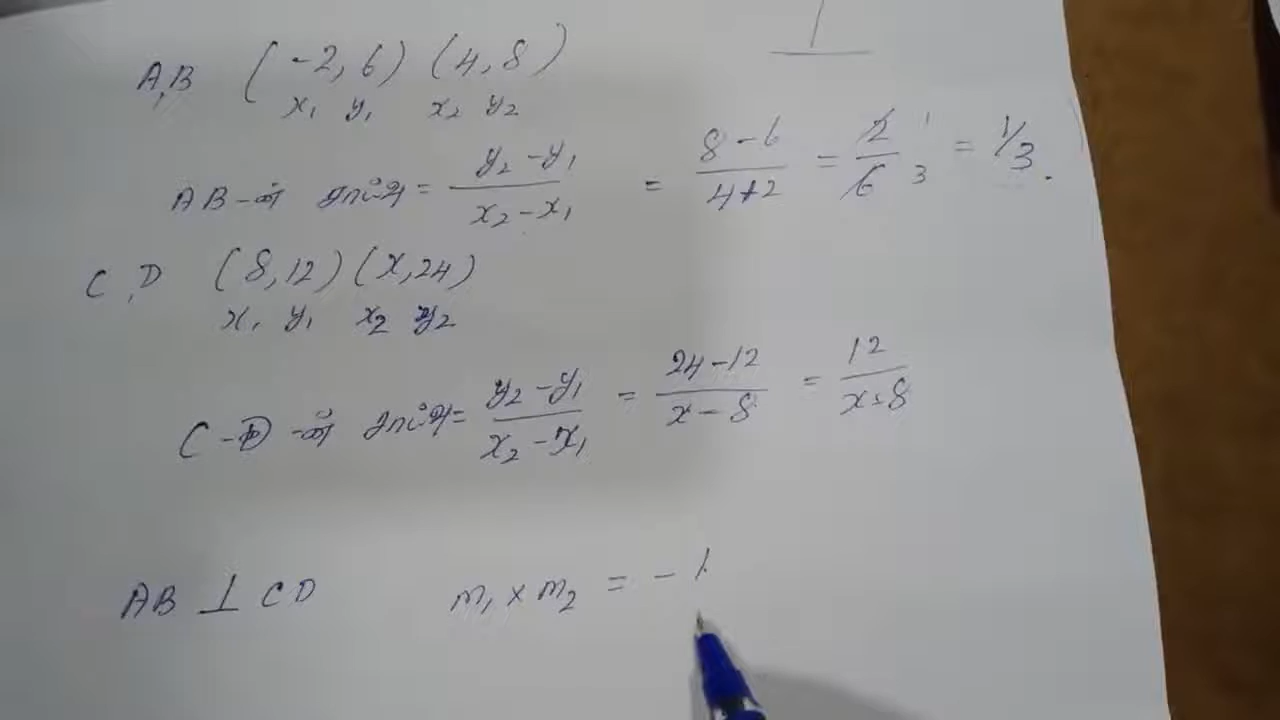 A,B (-2, 6) (4, 8)
x₁ y₁ x₂ y₂
AB-ன் சாய்வு = y₂ - y₁ / x₂ - x₁ = 8 - 6 / 4 + 2 = 2 / 6 1 3 = 1/3.
C,D (8,12) (x,24)
x₁ y₁ x₂ y₂
C-D-ன் சாய்வு = y₂ - y₁ / x₂ - x₁ = 24 - 12 / x - 8 = 12 / x - 8
AB ⊥ CD m₁ × m₂ = -1